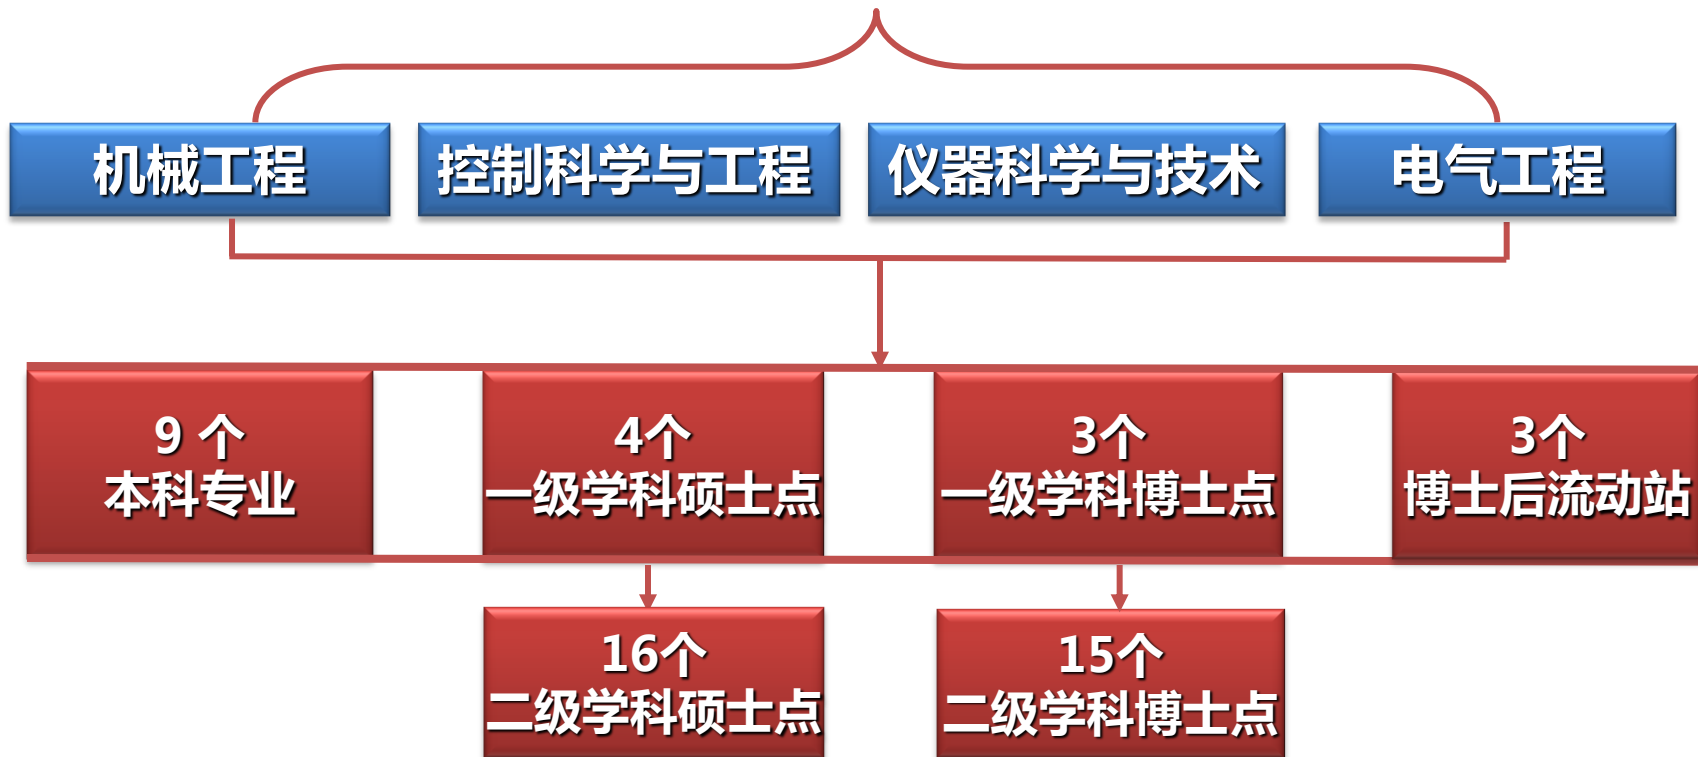 机械工程
控制科学与工程
仪器科学与技术
电气工程
9 个
本科专业
4个
一级学科硕士点
3个
一级学科博士点
3个
博士后流动站
16个
二级学科硕士点
15个
二级学科博士点